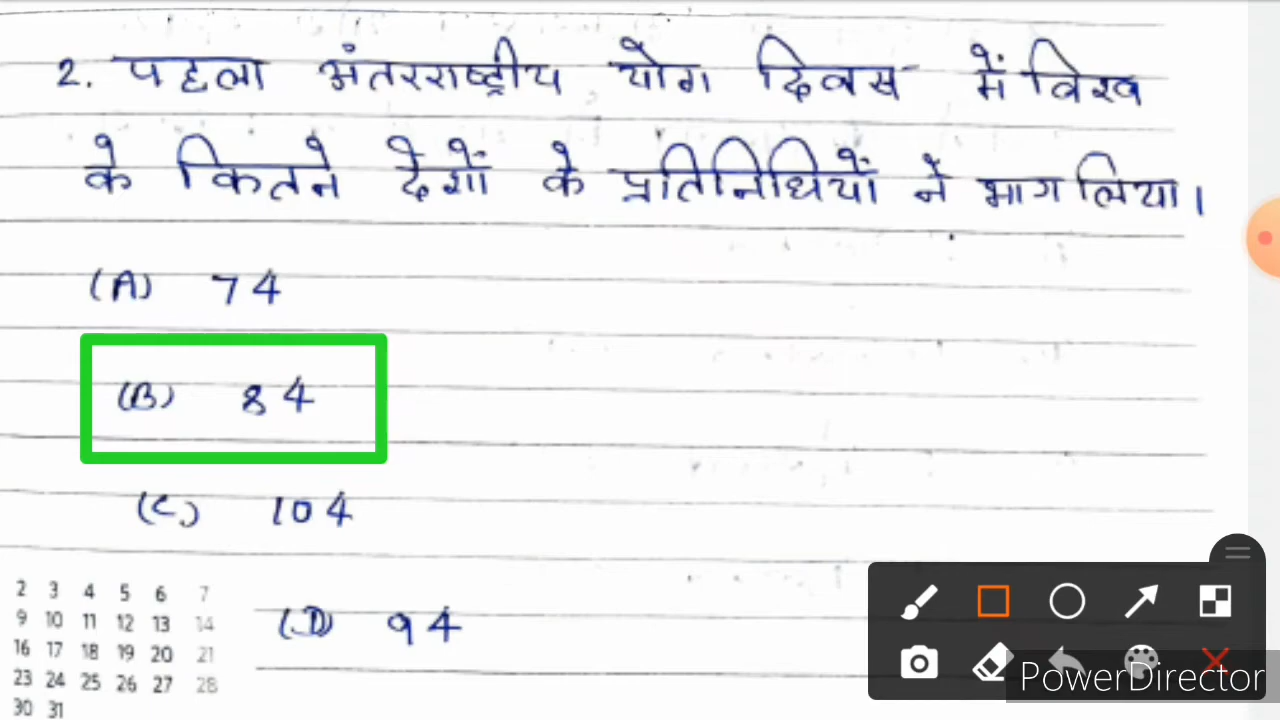 2. पहला अंतरराष्ट्रीय योग दिवस में विश्व
के कितने देशों के प्रतिनिधियों ने भाग लिया।
(A) 74
(B) 84
(C) 104
(D) 94
2 3 4 5 6 7
9 10 11 12 13 14
16 17 18 19 20 21
23 24 25 26 27 28
30 31
PowerDirector